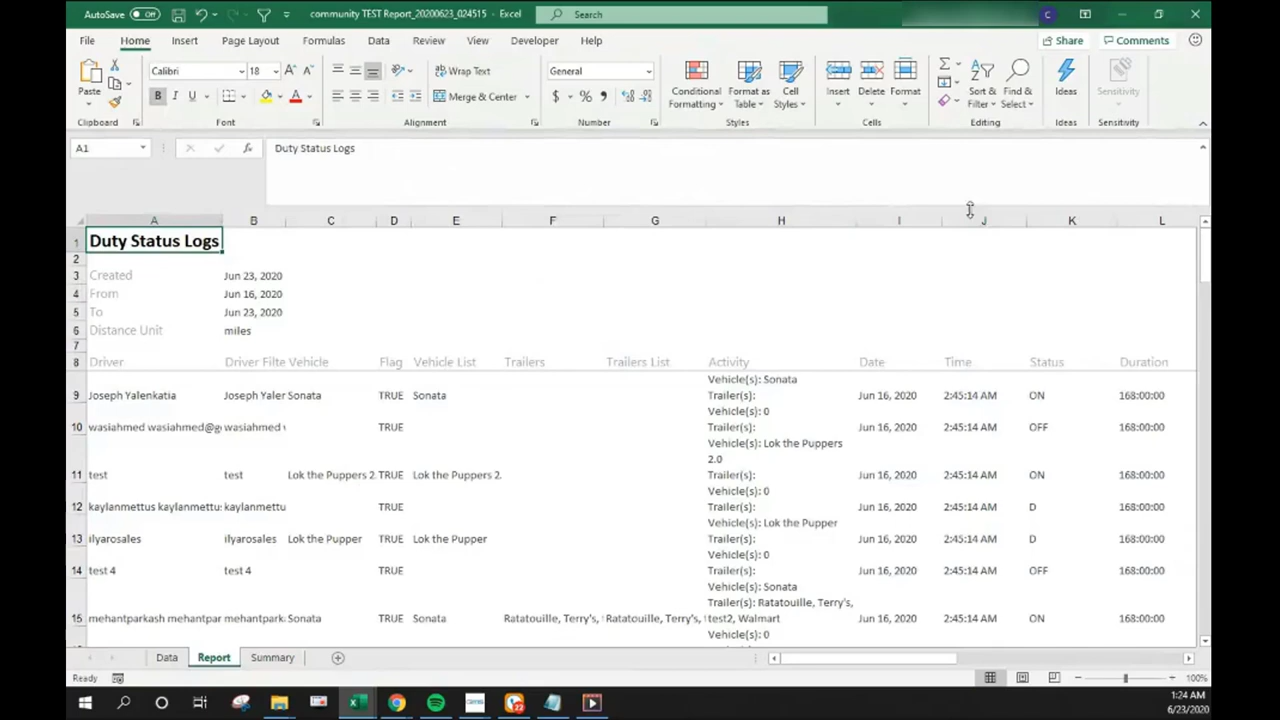 AutoSave Off community TEST Report_20200623_024515 - Excel Search C
File Home Insert Page Layout Formulas Data Review View Developer Help Share Comments
Calibri 18 Wrap Text General
Paste B I U Merge & Center $ % 9 Conditional Formatting Format as Table Cell Styles Insert Delete Format Sort & Filter Find & Select Ideas Sensitivity
Clipboard Font Alignment Number Styles Cells Editing Ideas Sensitivity
A1 fx Duty Status Logs
A B C D E F G H I J K L
1 Duty Status Logs
2
3 Created Jun 23, 2020
4 From Jun 16, 2020
5 To Jun 23, 2020
6 Distance Unit miles
7
8 Driver Driver Filte Vehicle Flag Vehicle List Trailers Trailers List Activity Date Time Status Duration
Vehicle(s): Sonata
9 Joseph Yalenkatia Joseph Yaler Sonata TRUE Sonata Trailer(s): Jun 16, 2020 2:45:14 AM ON 168:00:00
Vehicle(s): 0
10 wasiahmed wasiahmed@g wasiahmed TRUE Trailer(s): Jun 16, 2020 2:45:14 AM OFF 168:00:00
Vehicle(s): Lok the Puppers
2.0
11 test test Lok the Puppers 2. TRUE Lok the Puppers 2. Trailer(s): Jun 16, 2020 2:45:14 AM ON 168:00:00
Vehicle(s): 0
12 kaylanmettus kaylanmettu: kaylanmettu TRUE Trailer(s): Jun 16, 2020 2:45:14 AM D 168:00:00
Vehicle(s): Lok the Pupper
13 ilyarosales ilyarosales Lok the Pupper TRUE Lok the Pupper Trailer(s): Jun 16, 2020 2:45:14 AM D 168:00:00
Vehicle(s): 0
14 test 4 test 4 TRUE Trailer(s): Jun 16, 2020 2:45:14 AM OFF 168:00:00
Vehicle(s): Sonata
Trailer(s): Ratatouille, Terry's,
15 mehantparkash mehantpar mehantpark Sonata TRUE Sonata Ratatouille, Terry's, Ratatouille, Terry's, test2, Walmart Jun 16, 2020 2:45:14 AM ON 168:00:00
Vehicle(s): 0
Data Report Summary
Ready 100%
1:24 AM
6/23/2020